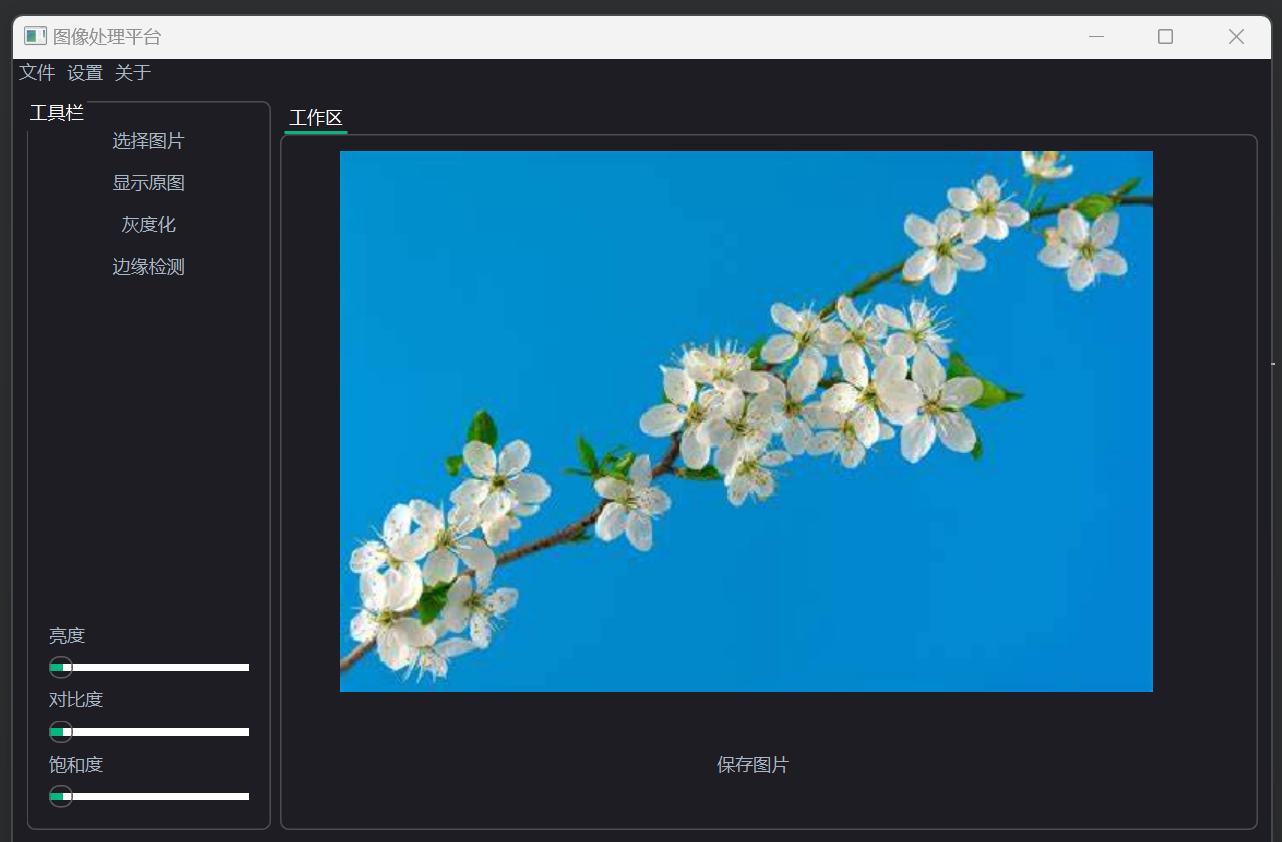 图像处理平台
文件 设置 关于
工具栏
选择图片
显示原图
灰度化
边缘检测
亮度
对比度
饱和度
工作区
保存图片